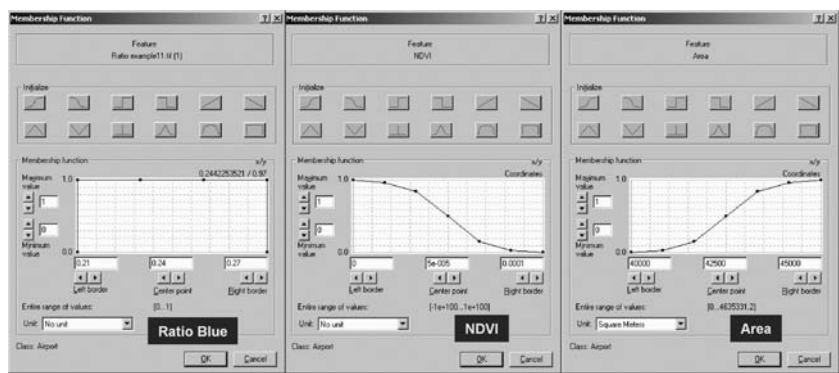 Membership Function
Feature
Ratio example11.tif (1)
Initialize
Membership function
x/y
0.2442253521 / 0.97
Maximum value
1.0
1
0
Minimum value
0.0
0.21
0.24
0.27
Left border
Center point
Right border
Entire range of values:
[0...1]
Unit:
No unit
Ratio Blue
Class: Airport
OK
Cancel
Membership Function
Feature
NDVI
Initialize
Membership function
x/y
Coordinates
Maximum value
1.0
1
0
Minimum value
0.0
0
5e-005
0.0001
Left border
Center point
Right border
Entire range of values:
[-1e+100...1e+100]
Unit:
No unit
NDVI
Class: Airport
OK
Cancel
Membership Function
Feature
Area
Initialize
Membership function
x/y
Coordinates
Maximum value
1.0
1
0
Minimum value
0.0
40000
42500
45000
Left border
Center point
Right border
Entire range of values:
[0...4635331.2]
Unit:
Square Meters
Area
Class: Airport
OK
Cancel